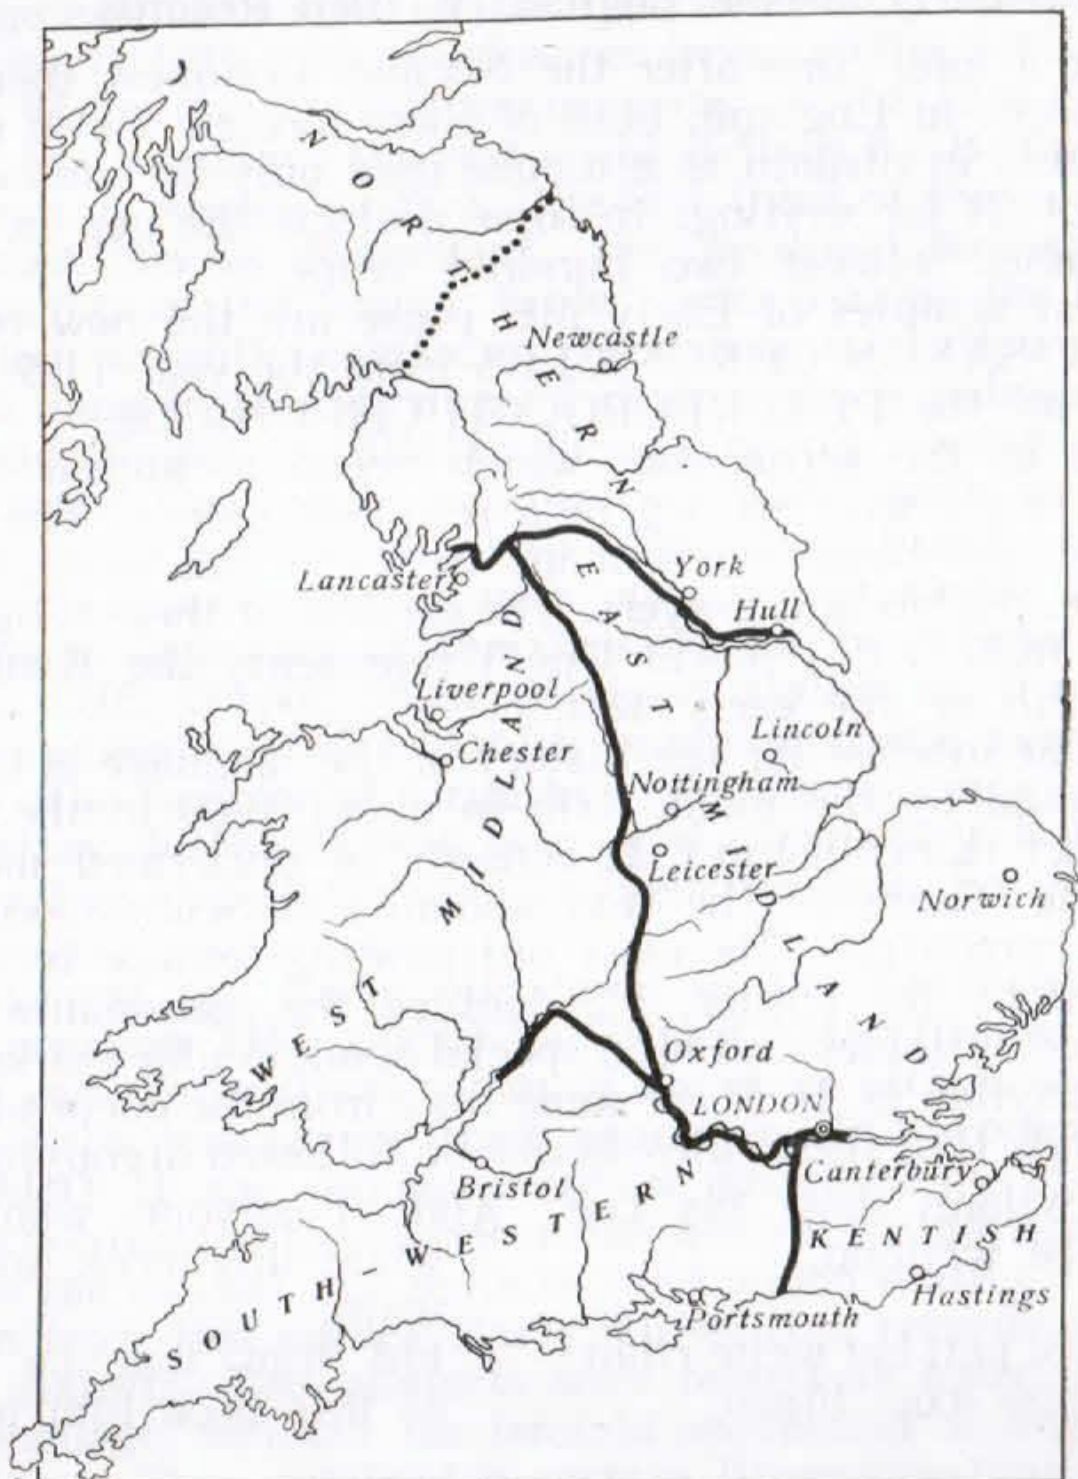 NORTHERN
Newcastle
Lancaster
York
Hull
EAST MIDLAND
WEST MIDLAND
Liverpool
Chester
Lincoln
Nottingham
Leicester
Norwich
Oxford
LONDON
Canterbury
Bristol
KENTISH
SOUTH-WESTERN
Hastings
Portsmouth